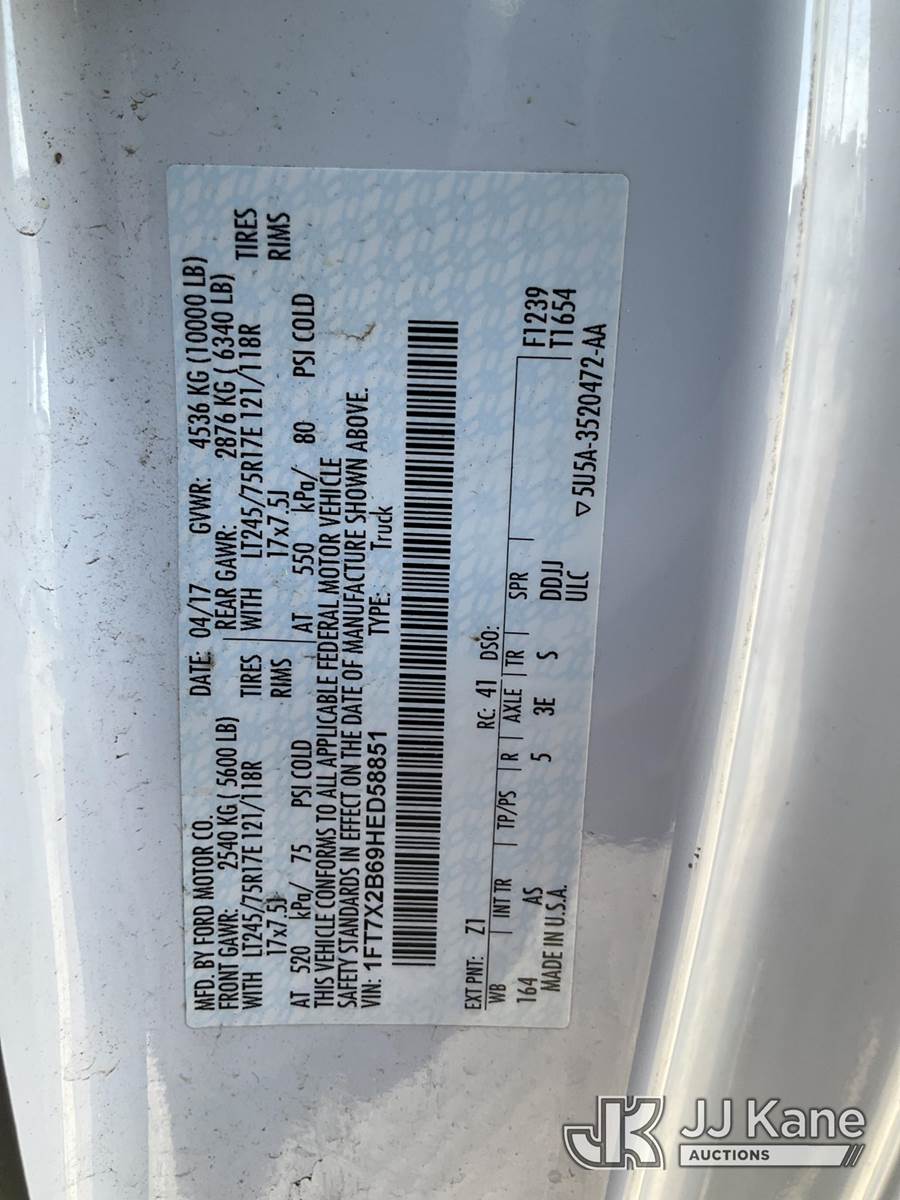 MFD. BY FORD MOTOR CO. DATE: 04/17 GVWR: 4536 KG (10000 LB)
FRONT GAWR: 2540 KG ( 5600 LB) REAR GAWR: 2876 KG ( 6340 LB)
WITH LT245/75R17E 121/118R TIRES WITH LT245/75R17E 121/118R TIRES
17x7.5J RIMS 17x7.5J RIMS
AT 520 kPa/ 75 PSI COLD AT 550 kPa/ 80 PSI COLD
THIS VEHICLE CONFORMS TO ALL APPLICABLE FEDERAL MOTOR VEHICLE
SAFETY STANDARDS IN EFFECT ON THE DATE OF MANUFACTURE SHOWN ABOVE.
VIN: 1FT7X2B69HED58851 TYPE: Truck
EXT PNT: Z1 RC: 41 DSO:
WB INT TR TP/PS R AXLE TR SPR F1239
164 AS 5 3E S DDJJ T1654
MADE IN U.S.A. ULC ▽5U5A-3520472-AA
JK JJ Kane
AUCTIONS